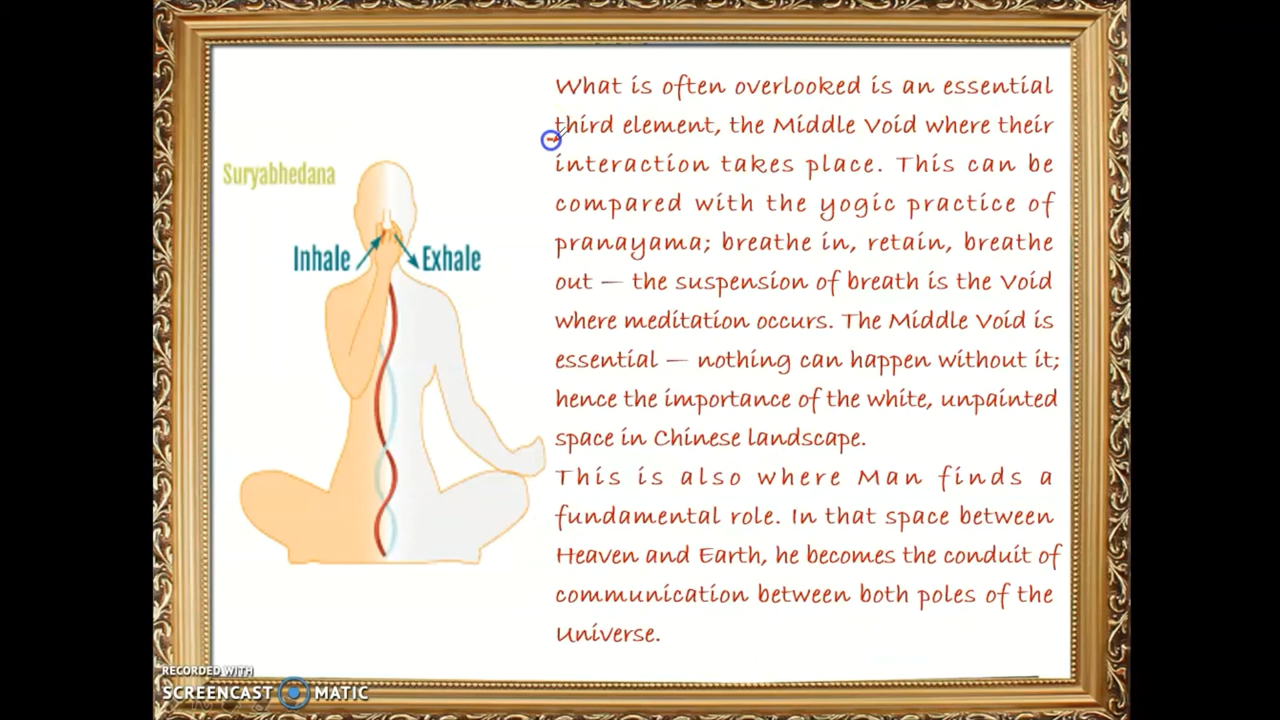 What is often overlooked is an essential
third element, the Middle Void where their
interaction takes place. This can be
compared with the yogic practice of
pranayama; breathe in, retain, breathe
out — the suspension of breath is the Void
where meditation occurs. The Middle Void is
essential — nothing can happen without it;
hence the importance of the white, unpainted
space in Chinese landscape.
This is also where Man finds a
fundamental role. In that space between
Heaven and Earth, he becomes the conduit of
communication between both poles of the
Universe.
Suryabhedana
Inhale
Exhale
RECORDED WITH
SCREENCAST MATIC